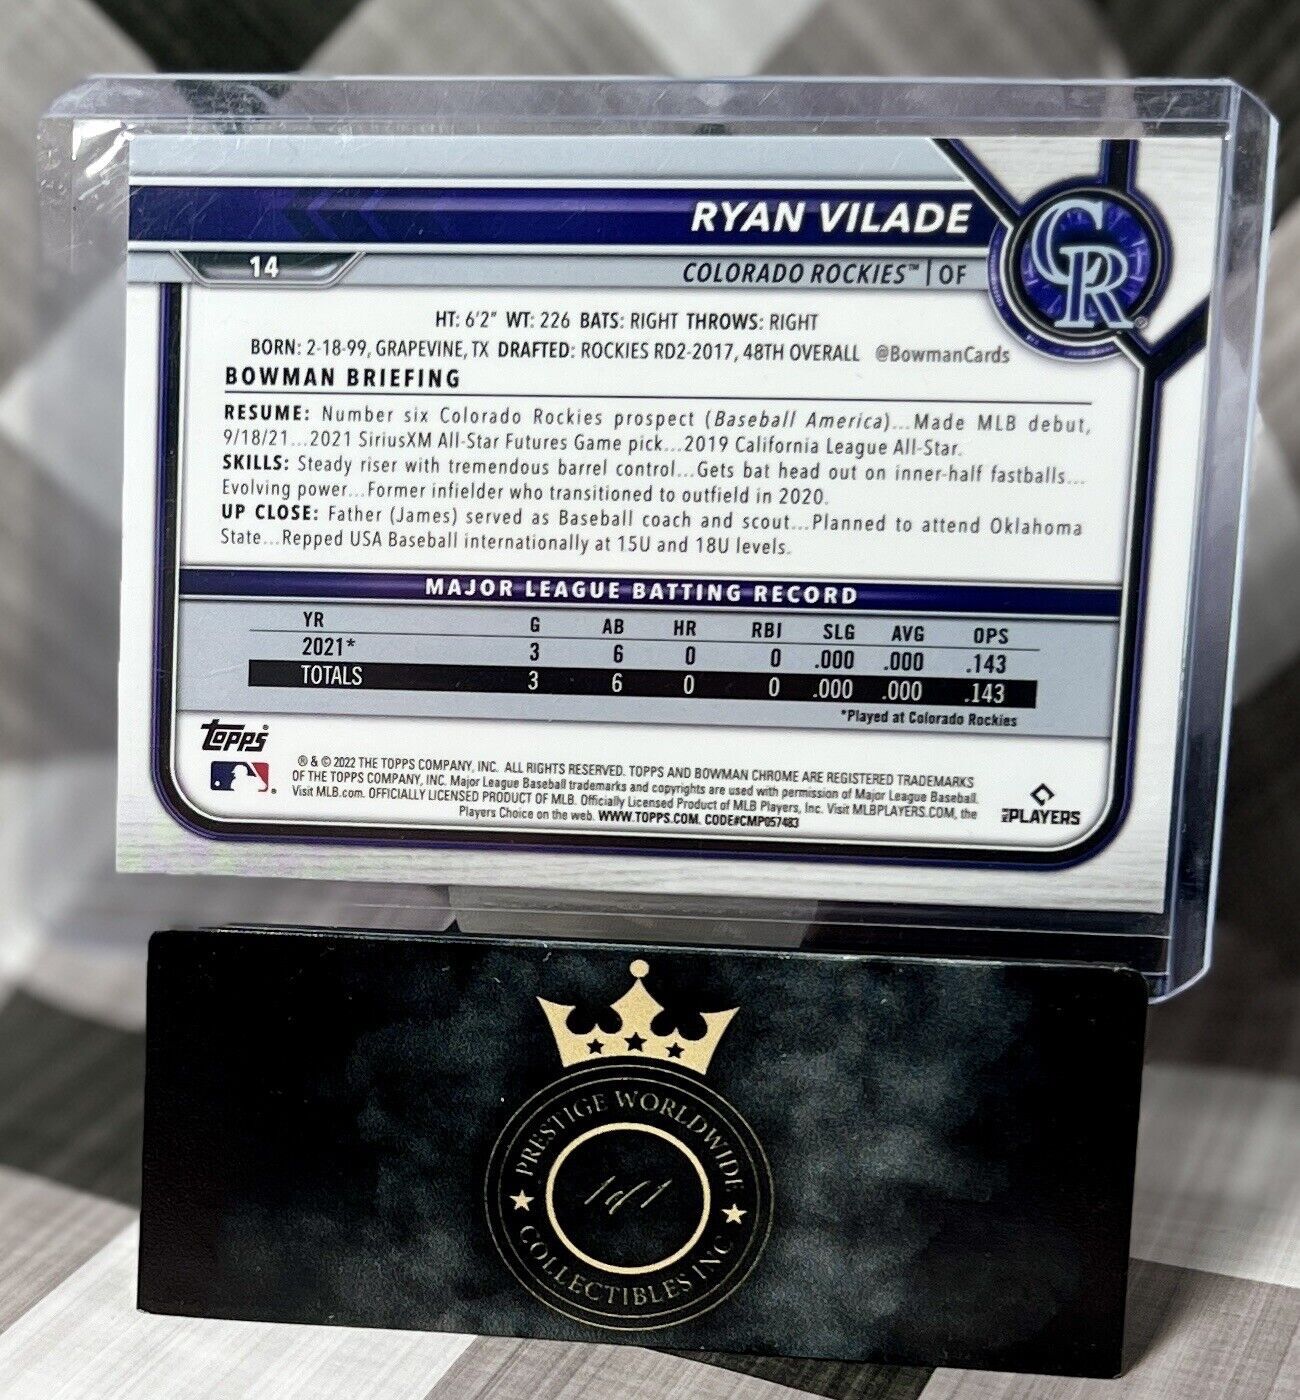 RYAN VILADE
14
COLORADO ROCKIES™ | OF
CR®
HT: 6'2" WT: 226 BATS: RIGHT THROWS: RIGHT
BORN: 2-18-99, GRAPEVINE, TX DRAFTED: ROCKIES RD2-2017, 48TH OVERALL @BowmanCards
BOWMAN BRIEFING
RESUME: Number six Colorado Rockies prospect (Baseball America)...Made MLB debut,
9/18/21...2021 SiriusXM All-Star Futures Game pick...2019 California League All-Star.
SKILLS: Steady riser with tremendous barrel control...Gets bat head out on inner-half fastballs...
Evolving power...Former infielder who transitioned to outfield in 2020.
UP CLOSE: Father (James) served as Baseball coach and scout...Planned to attend Oklahoma
State...Repped USA Baseball internationally at 15U and 18U levels.
MAJOR LEAGUE BATTING RECORD
YR G AB HR RBI SLG AVG OPS
2021* 3 6 0 0 .000 .000 .143
TOTALS 3 6 0 0 .000 .000 .143
*Played at Colorado Rockies
Topps®
® & © 2022 THE TOPPS COMPANY, INC. ALL RIGHTS RESERVED. TOPPS AND BOWMAN CHROME ARE REGISTERED TRADEMARKS
OF THE TOPPS COMPANY, INC. Major League Baseball trademarks and copyrights are used with permission of Major League Baseball.
Visit MLB.com. OFFICIALLY LICENSED PRODUCT OF MLB. Officially Licensed Product of MLB Players, Inc. Visit MLBPLAYERS.COM, the
Players Choice on the web. WWW.TOPPS.COM. CODE#CMP057483
MLB PLAYERS
PRESTIGE WORLDWIDE
1of1
COLLECTIBLES INC